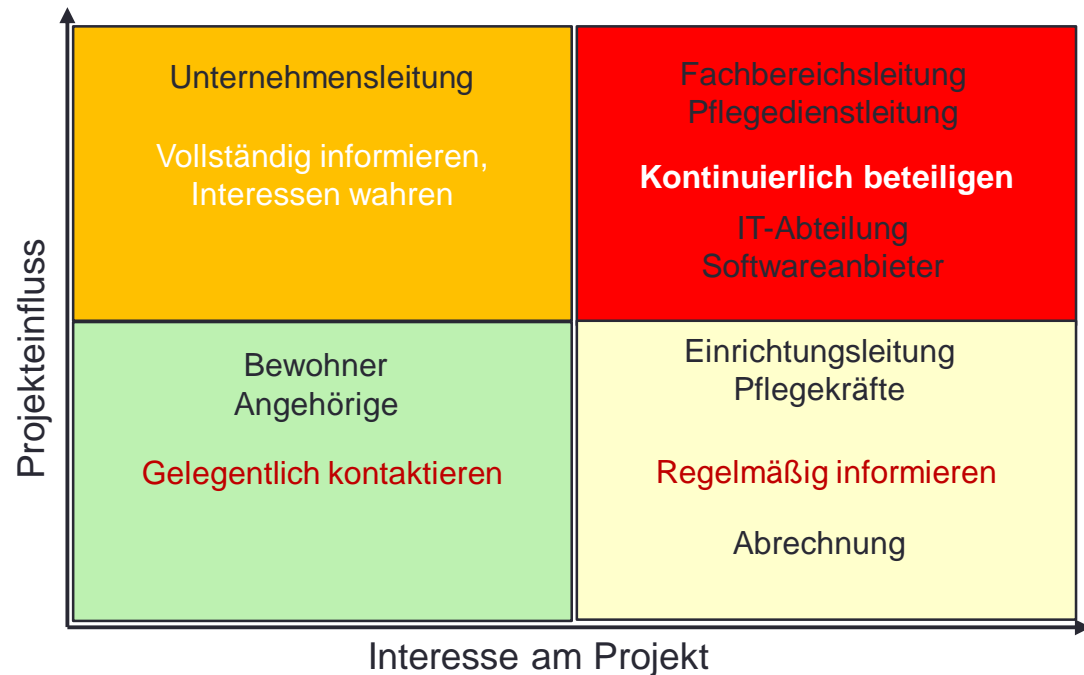 Projekteinfluss
Unternehmensleitung
Vollständig informieren,
Interessen wahren
Fachbereichsleitung
Pflegedienstleitung
Kontinuierlich beteiligen
IT-Abteilung
Softwareanbieter
Bewohner
Angehörige
Gelegentlich kontaktieren
Einrichtungsleitung
Pflegekräfte
Regelmäßig informieren
Abrechnung
Interesse am Projekt